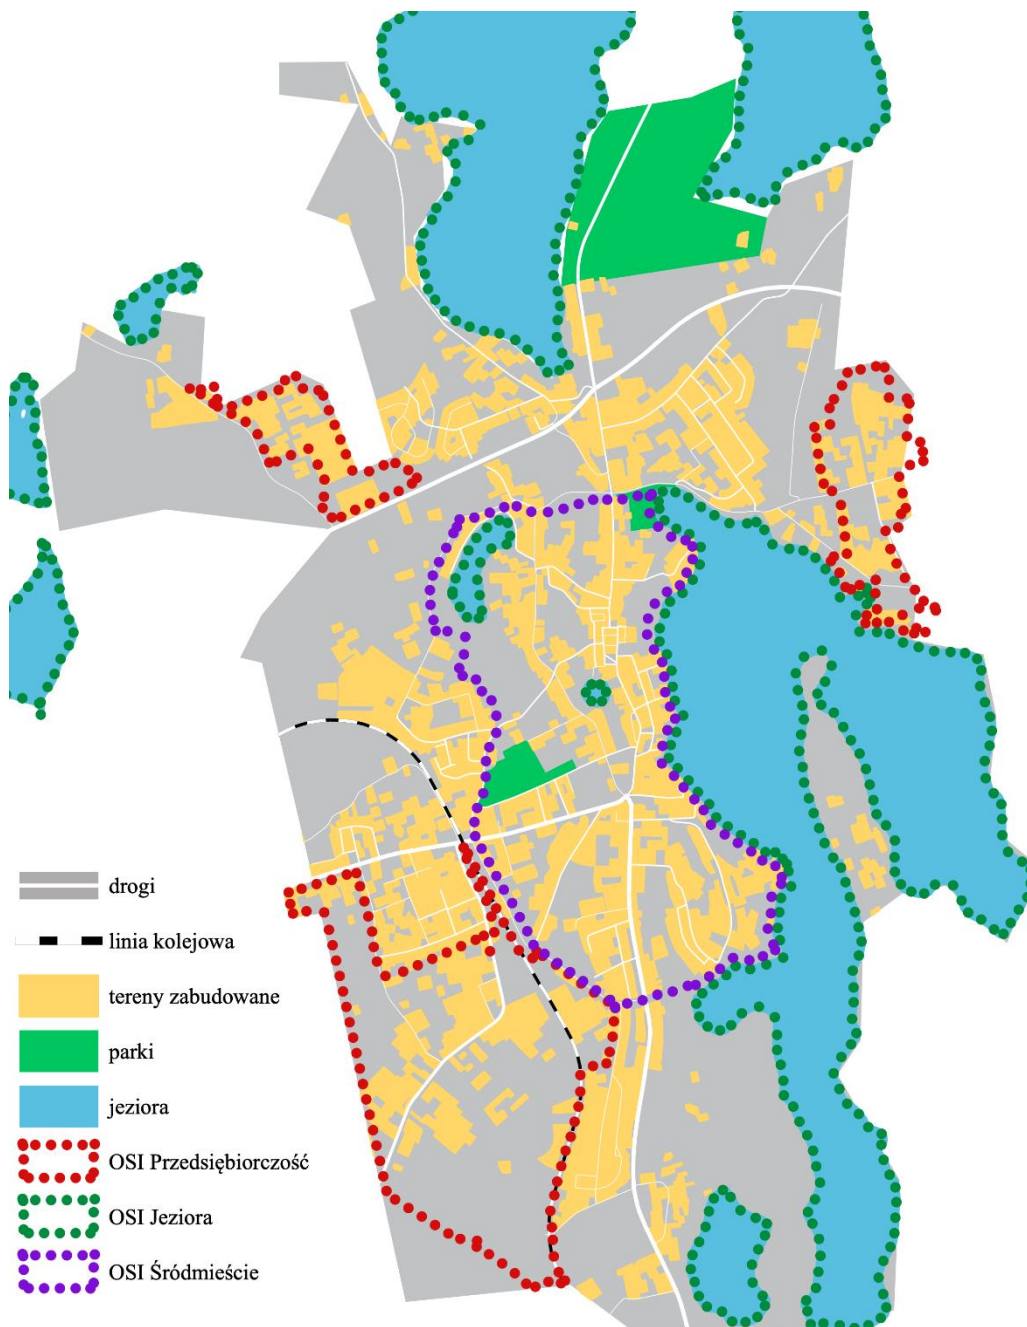 drogi
linia kolejowa
tereny zabudowane
parki
jeziora
OSI Przedsiębiorczość
OSI Jeziora
OSI Śródmieście